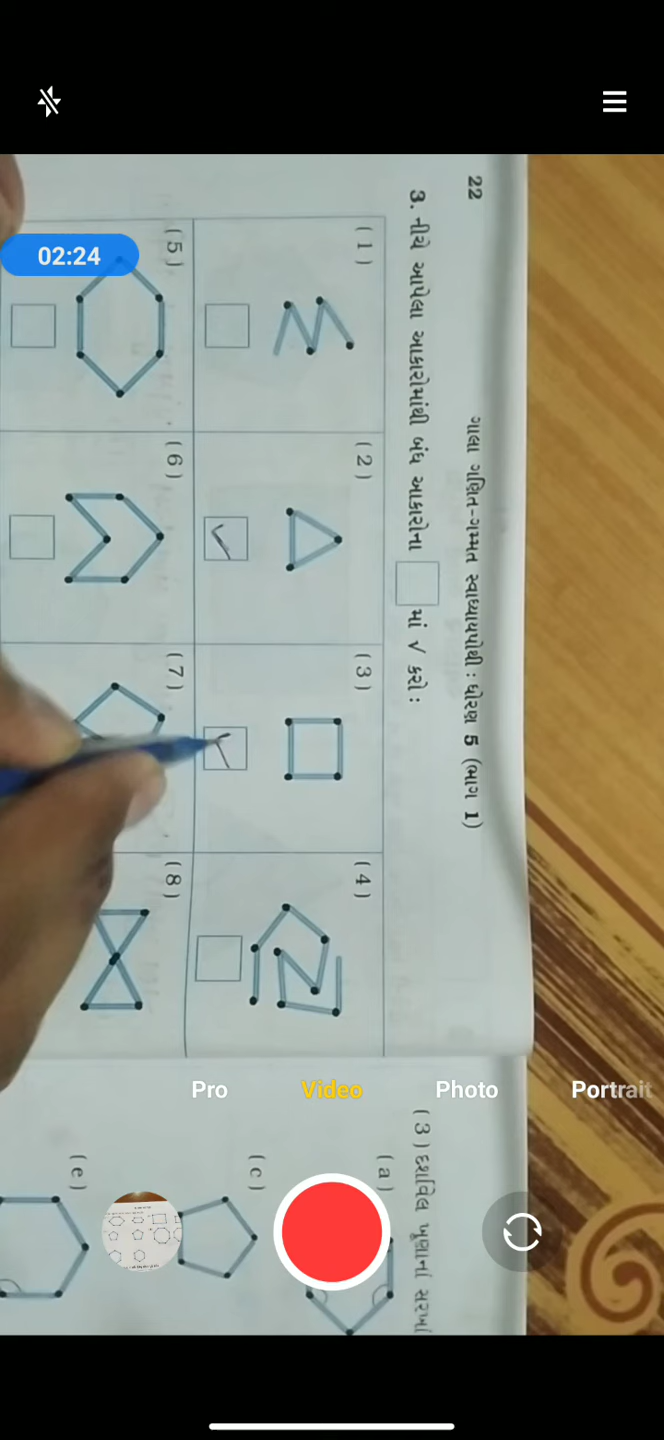 02:24
22
ગાલા ગણિત-ગમ્મત સ્વાધ્યાયપોથી : ધોરણ 5 (ભાગ 1)
3. નીચે આપેલા આકારોમાંથી બંધ આકારોના માં √ કરો :
(1)
(2)
(3)
(4)
(5)
(6)
(7)
(8)
(3) દર્શાવેલ ખૂણાનાં
(a)
(c)
(e)
Pro
Video
Photo
Portrait